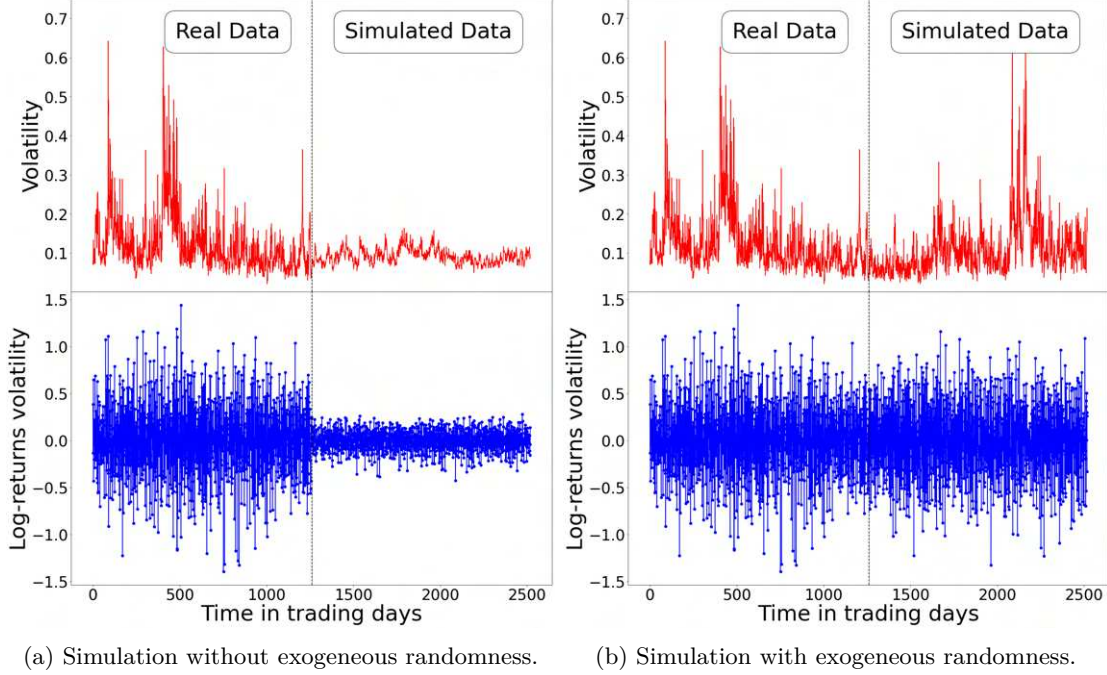 Real Data
Simulated Data
0.7
0.6
0.5
0.4
0.3
0.2
0.1
Volatility
1.5
1.0
0.5
0.0
−0.5
−1.0
−1.5
Log-returns volatility
0 500 1000 1500 2000 2500
Time in trading days
(a) Simulation without exogeneous randomness.
Real Data
Simulated Data
0.7
0.6
0.5
0.4
0.3
0.2
0.1
Volatility
1.5
1.0
0.5
0.0
−0.5
−1.0
−1.5
Log-returns volatility
0 500 1000 1500 2000 2500
Time in trading days
(b) Simulation with exogeneous randomness.